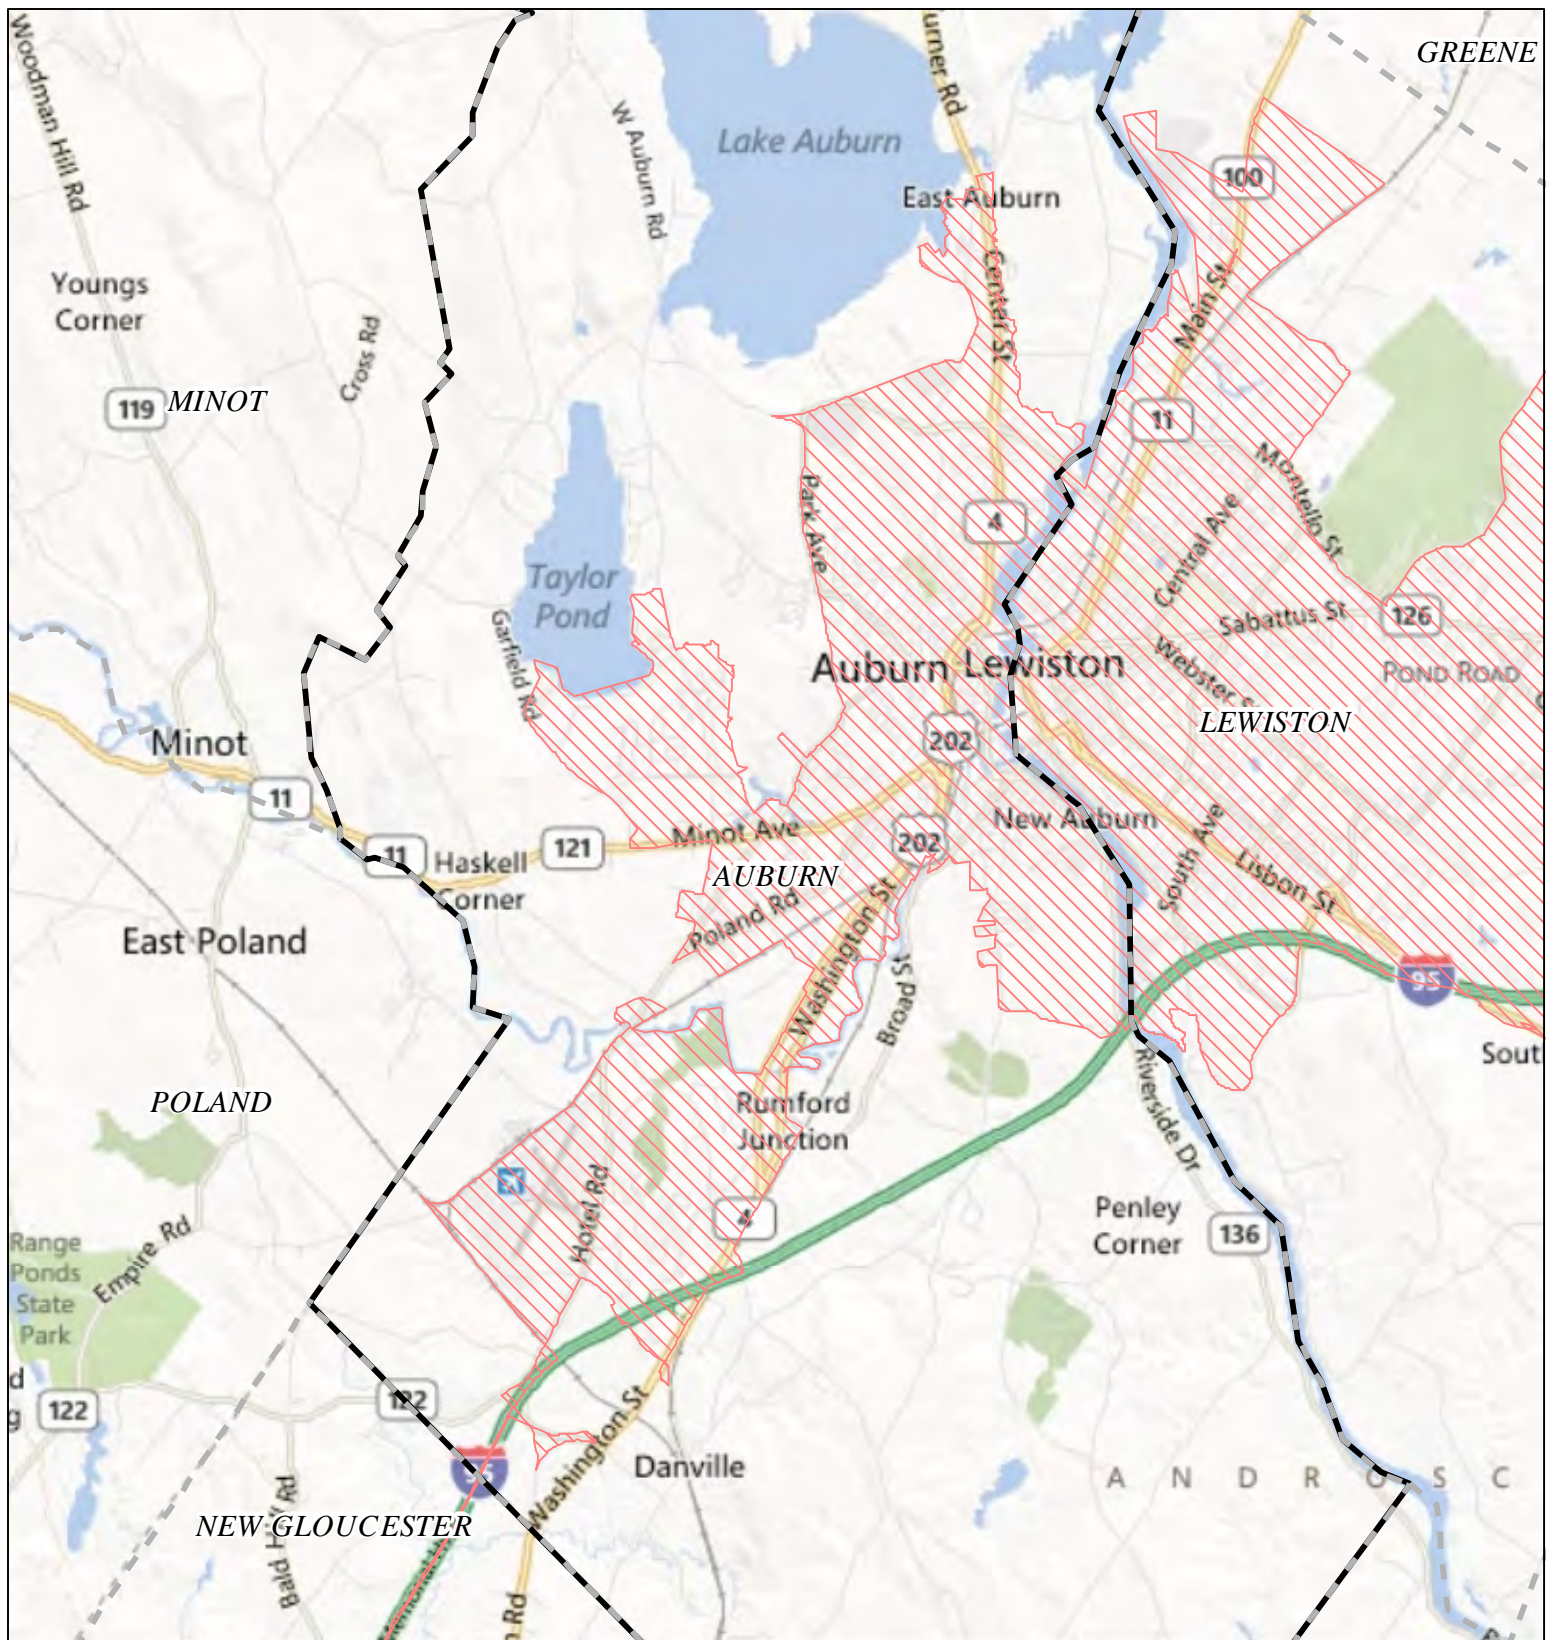 GREENE
Woodman Hill Rd
W Auburn Rd
Lake Auburn
East Auburn
100
Youngs
Corner
Cross Rd
Center St
Main St
119
MINOT
11
Montello St
Park Ave
4
Central Ave
Taylor
Pond
Garfield Rd
Sabattus St
126
Auburn
Lewiston
Webster
POND ROAD
LEWISTON
Minot
202
11
New Auburn
121
Minot Ave
202
11
Haskell
Corner
AUBURN
South Ave
Lisbon St
Poland Rd
Washington St
East Poland
Broad St
95
Riverside Dr
POLAND
Rumford
Junction
Hotel Rd
4
Penley
Corner
136
Range
Ponds
State
Park
Empire Rd
122
122
Washington St
Danville
95
A N D R O S C
NEW GLOUCESTER
Bald Hill Rd
Rd